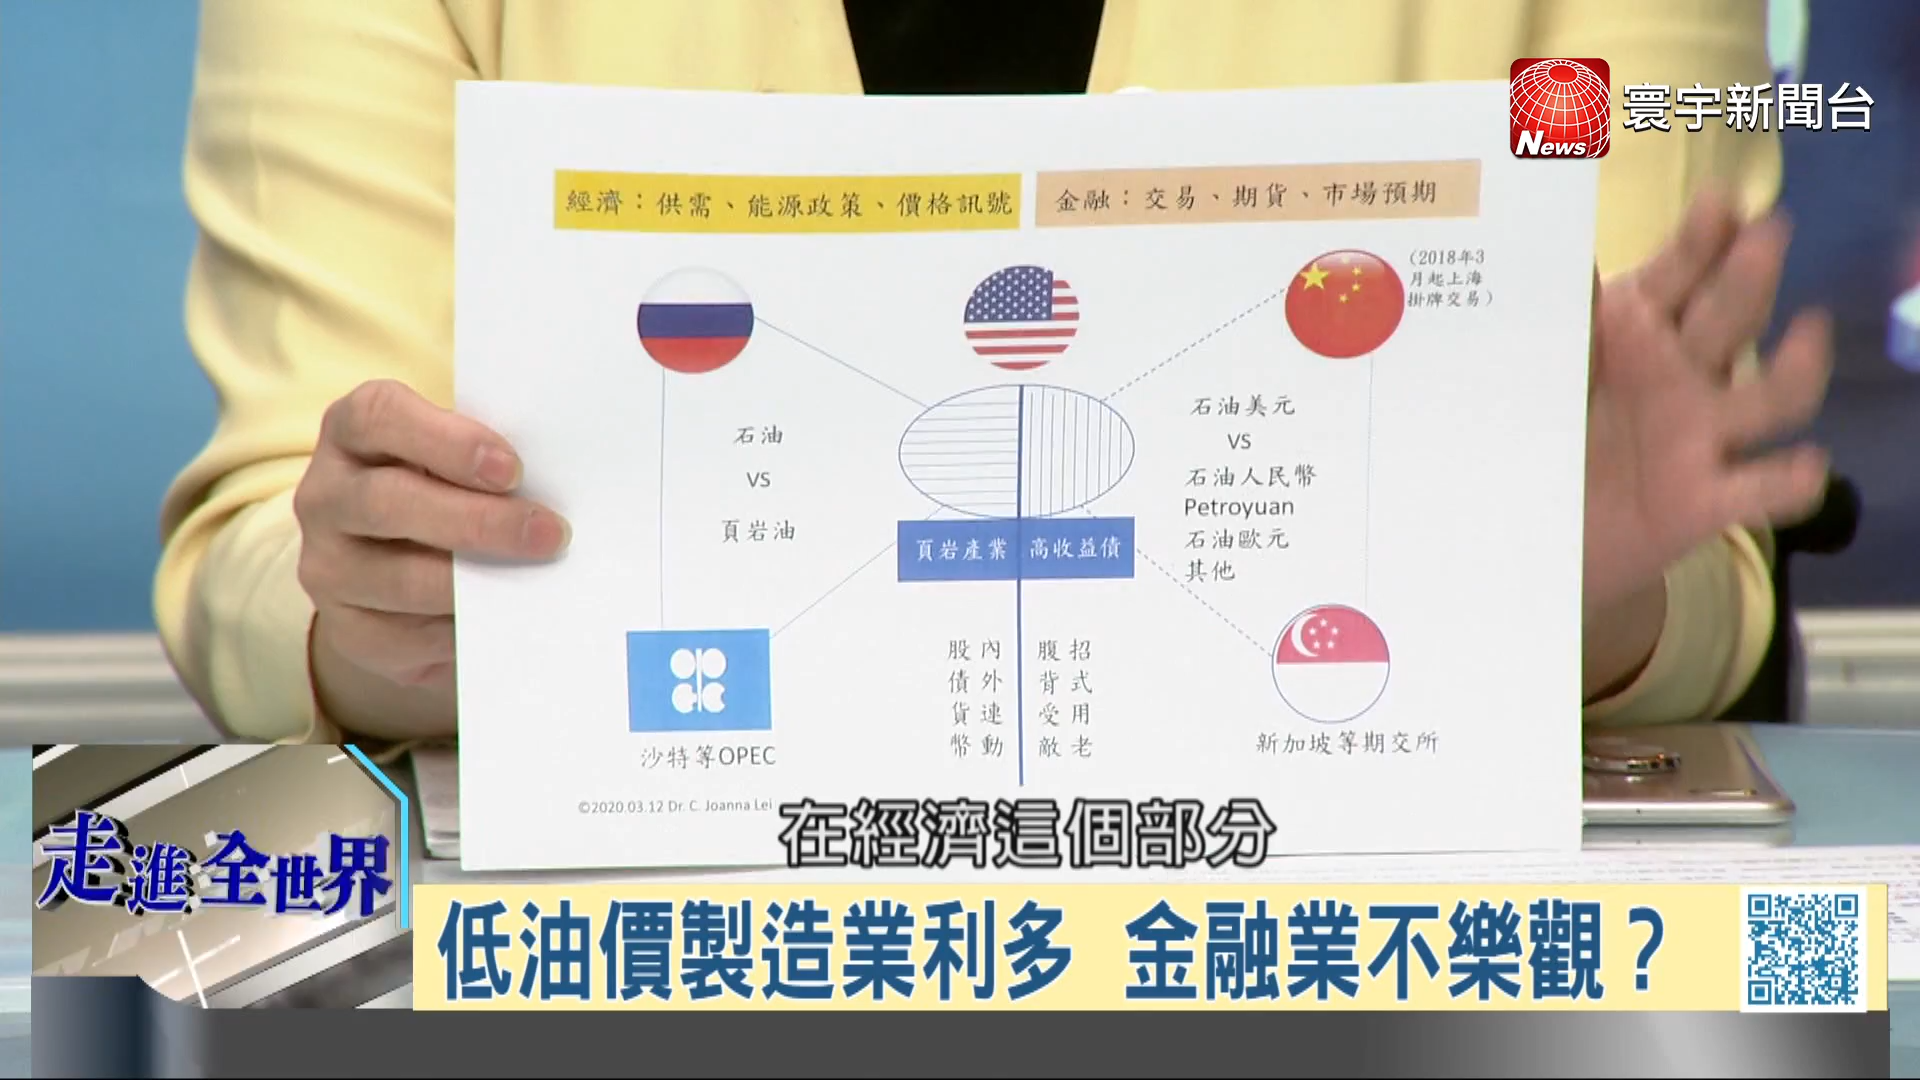 News 寰宇新聞台
經濟：供需、能源政策、價格訊號
金融：交易、期貨、市場預期
（2018年3
月起上海
掛牌交易）
石油
VS
頁岩油
石油美元
VS
石油人民幣
Petroyuan
石油歐元
其他
頁岩產業
高收益債
內外連動
股債貨幣
招式用老
腹背受敵
沙特等OPEC
新加坡等期交所
©2020.03.12 Dr. C. Joanna Lei
在經濟這個部分
走進全世界
低油價製造業利多 金融業不樂觀？